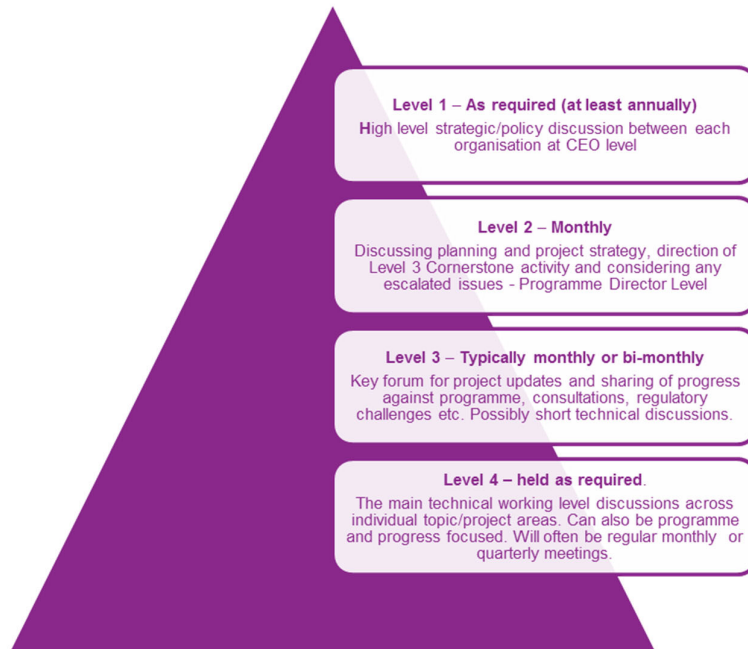 Level 1 – As required (at least annually)
High level strategic/policy discussion between each
organisation at CEO level
Level 2 – Monthly
Discussing planning and project strategy, direction of
Level 3 Cornerstone activity and considering any
escalated issues - Programme Director Level
Level 3 – Typically monthly or bi-monthly
Key forum for project updates and sharing of progress
against programme, consultations, regulatory
challenges etc. Possibly short technical discussions.
Level 4 – held as required.
The main technical working level discussions across
individual topic/project areas. Can also be programme
and progress focused. Will often be regular monthly or
quarterly meetings.